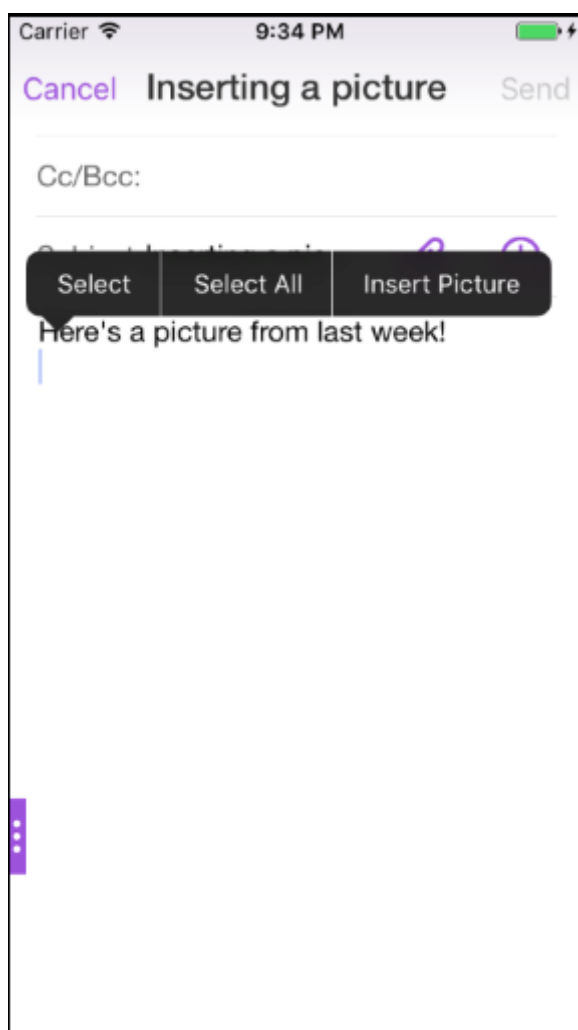 Carrier 9:34 PM
Cancel Inserting a picture Send
Cc/Bcc:
Select Select All Insert Picture
Here's a picture from last week!